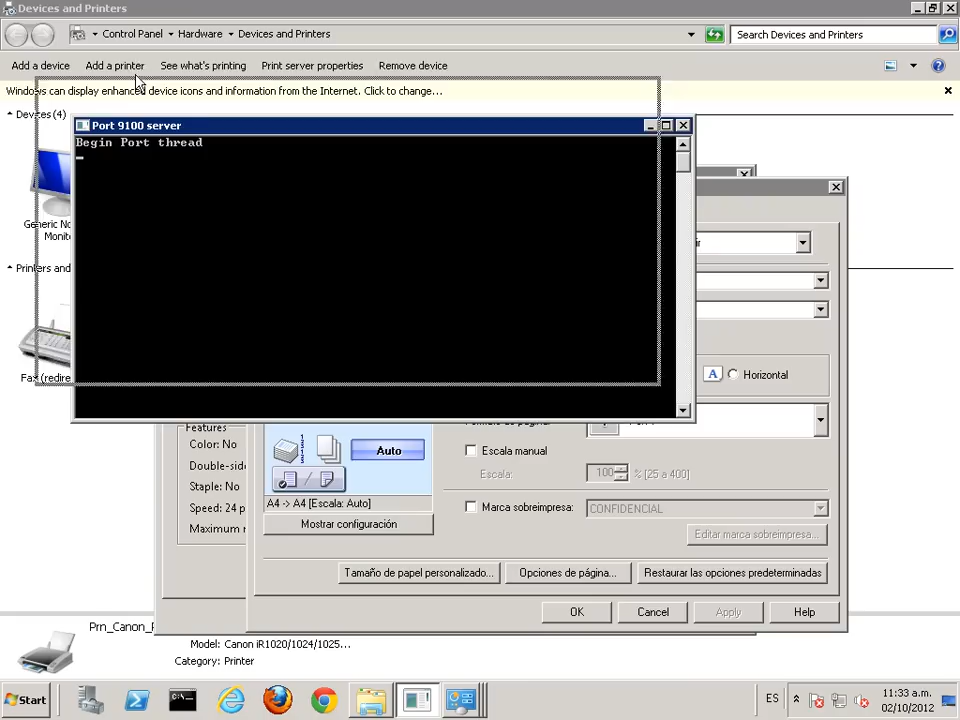 Devices and Printers
Control Panel Hardware Devices and Printers
Search Devices and Printers
Add a device Add a printer See what's printing Print server properties Remove device
Windows can display enhanced device icons and information from the Internet. Click to change...
Devices (4)
Port 9100 server
Begin Port thread
Generic No
Monito
Printers and
Fax (redire
A Horizontal
Features
Color: No
Double-side
Staple: No
Speed: 24 p
Maximum r
Auto
A4 -> A4 [Escala: Auto]
Mostrar configuración
Escala manual
Escala: 100 % [25 a 400]
Marca sobreimpresa: CONFIDENCIAL
Editar marca sobreimpresa...
Tamaño de papel personalizado... Opciones de página... Restaurar las opciones predeterminadas
OK Cancel Apply Help
Prn_Canon_
Model: Canon iR1020/1024/1025...
Category: Printer
Start
ES
11:33 a.m.
02/10/2012